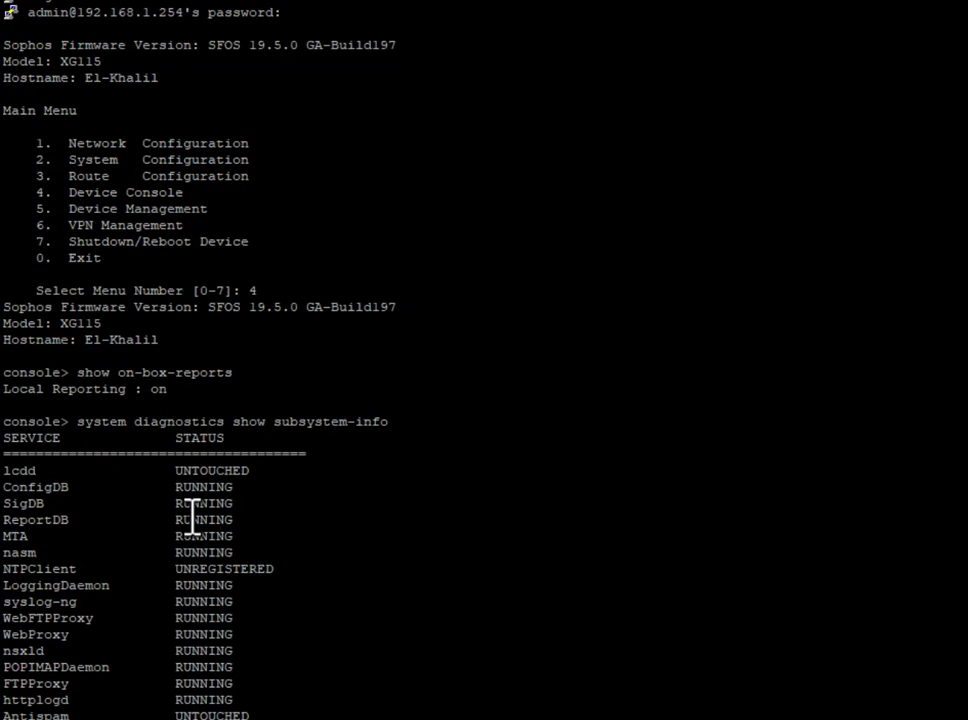 admin@192.168.1.254's password:
Sophos Firmware Version: SFOS 19.5.0 GA-Build197
Model: XG115
Hostname: El-Khalil
Main Menu
1. Network Configuration
2. System Configuration
3. Route Configuration
4. Device Console
5. Device Management
6. VPN Management
7. Shutdown/Reboot Device
0. Exit
Select Menu Number [0-7]: 4
Sophos Firmware Version: SFOS 19.5.0 GA-Build197
Model: XG115
Hostname: El-Khalil
console> show on-box-reports
Local Reporting : on
console> system diagnostics show subsystem-info
SERVICE STATUS
=====================================
lcdd UNTOUCHED
ConfigDB RUNNING
SigDB RUNNING
ReportDB RUNNING
MTA RUNNING
nasm RUNNING
NTPClient UNREGISTERED
LoggingDaemon RUNNING
syslog-ng RUNNING
WebFTPProxy RUNNING
WebProxy RUNNING
nsxld RUNNING
POPIMAPDaemon RUNNING
FTPProxy RUNNING
httplogd RUNNING
Antispam UNTOUCHED